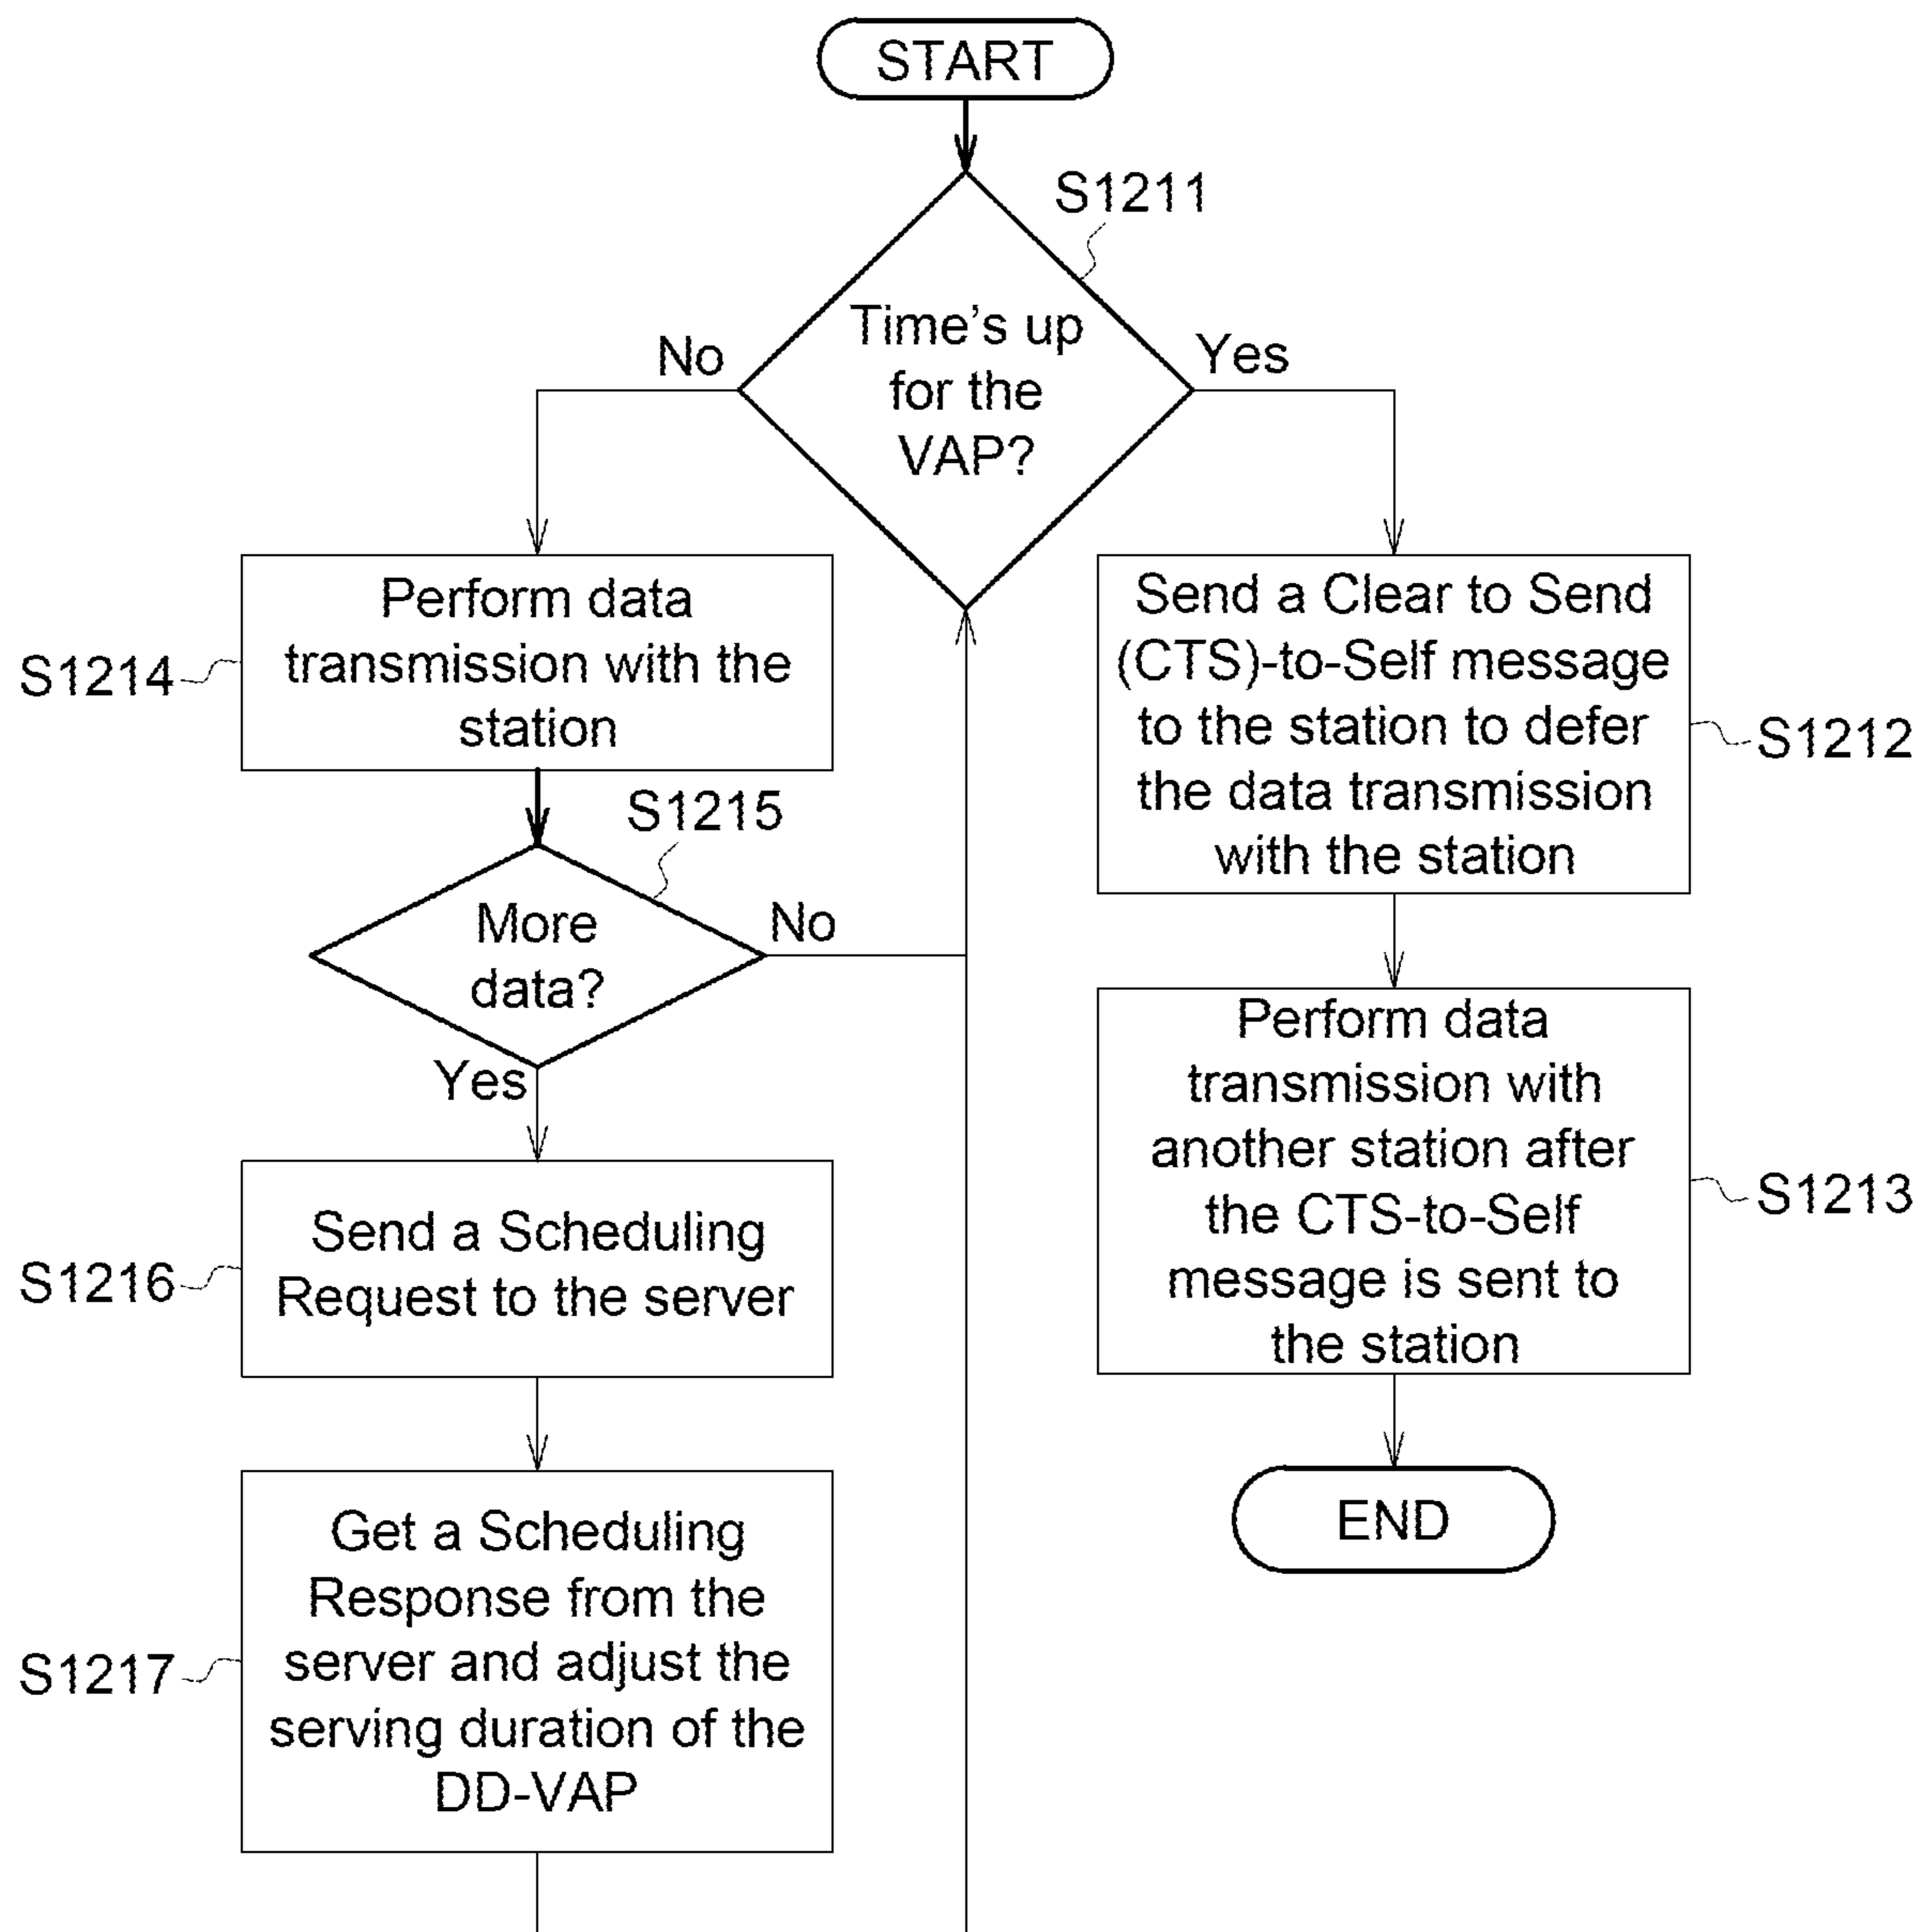 START
S1211
Time's up
for the
VAP?
No
Yes
Perform data
transmission with the
station
S1214
Send a Clear to Send
(CTS)-to-Self message
to the station to defer
the data transmission
with the station
S1212
S1215
More
data?
No
Yes
Perform data
transmission with
another station after
the CTS-to-Self
message is sent to
the station
S1213
Send a Scheduling
Request to the server
S1216
Get a Scheduling
Response from the
server and adjust the
serving duration of the
DD-VAP
S1217
END